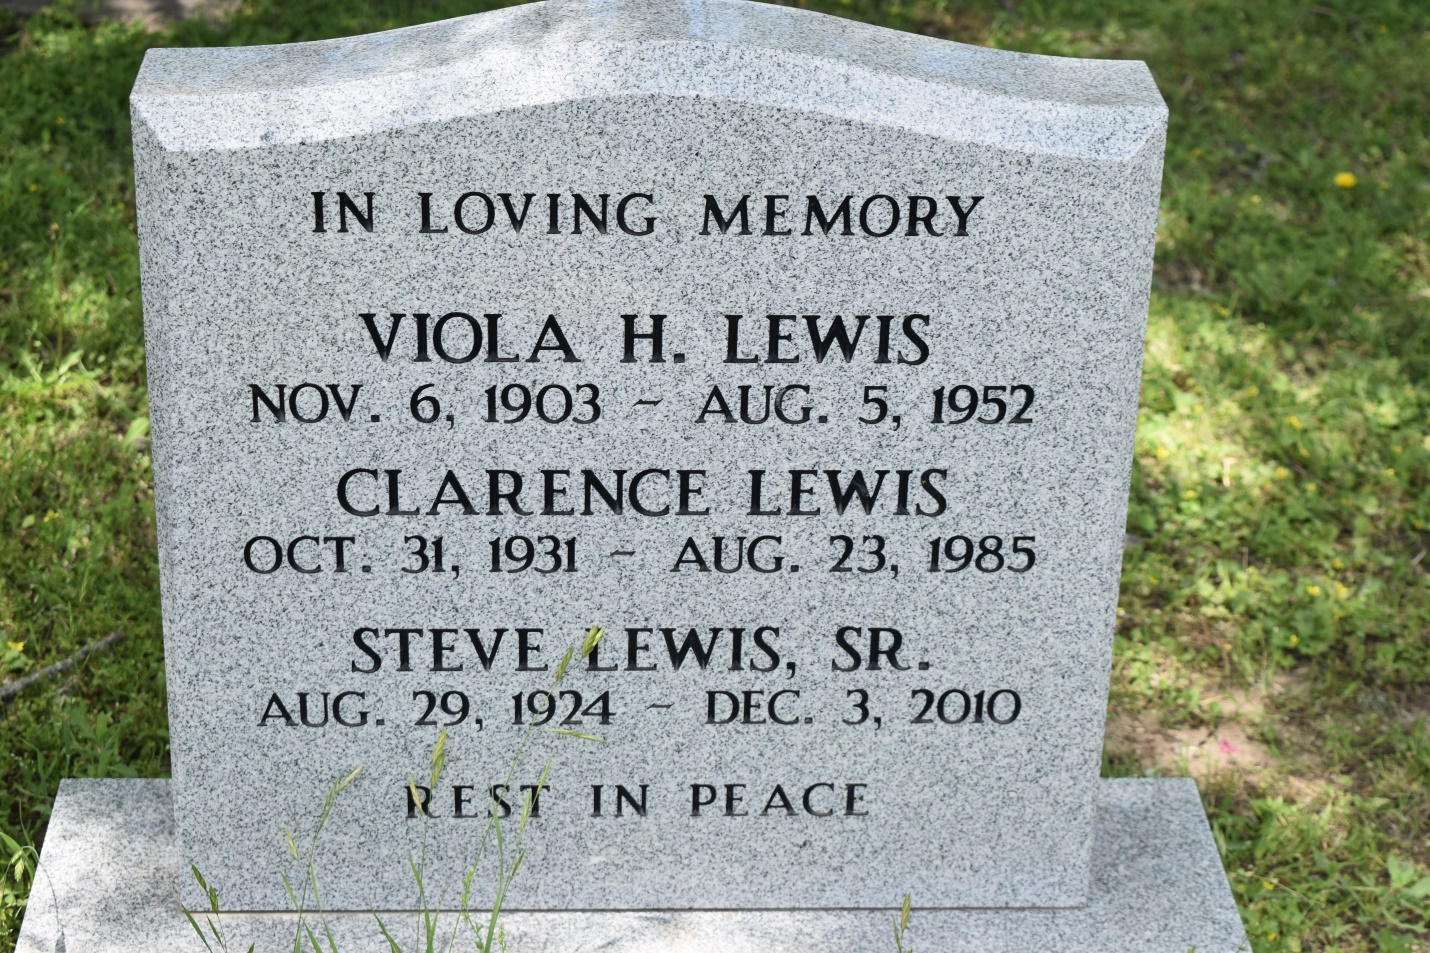 IN LOVING MEMORY
VIOLA H. LEWIS
NOV. 6, 1903 - AUG. 5, 1952
CLARENCE LEWIS
OCT. 31, 1931 - AUG. 23, 1985
STEVE LEWIS, SR.
AUG. 29, 1924 - DEC. 3, 2010
REST IN PEACE